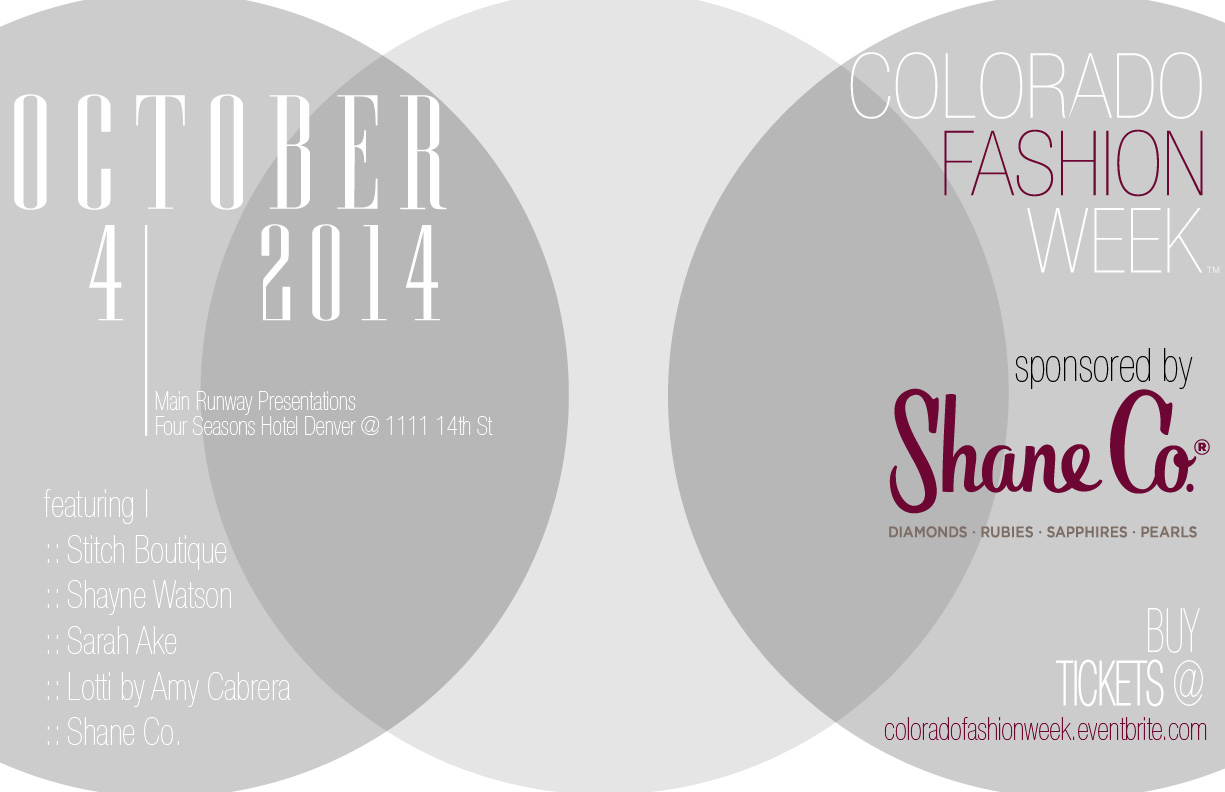 OCTOBER
4 | 2014
Main Runway Presentations
Four Seasons Hotel Denver @ 1111 14th St
featuring |
:: Stitch Boutique
:: Shayne Watson
:: Sarah Ake
:: Lotti by Amy Cabrera
:: Shane Co.
COLORADO
FASHION
WEEK™
sponsored by
Shane Co.®
DIAMONDS · RUBIES · SAPPHIRES · PEARLS
BUY
TICKETS @
coloradofashionweek.eventbrite.com